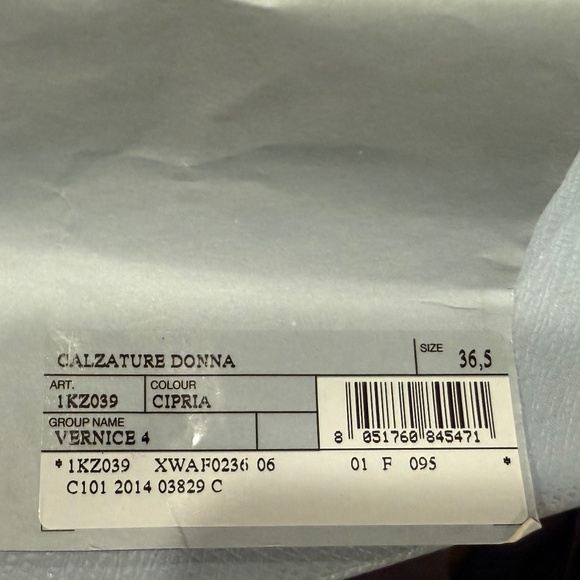 CALZATURE DONNA
SIZE 36,5
ART. 1KZ039
COLOUR CIPRIA
GROUP NAME
VERNICE 4
8 051760 845471
* 1KZ039 XWAF0236 06 01 F 095 *
C101 2014 03829 C